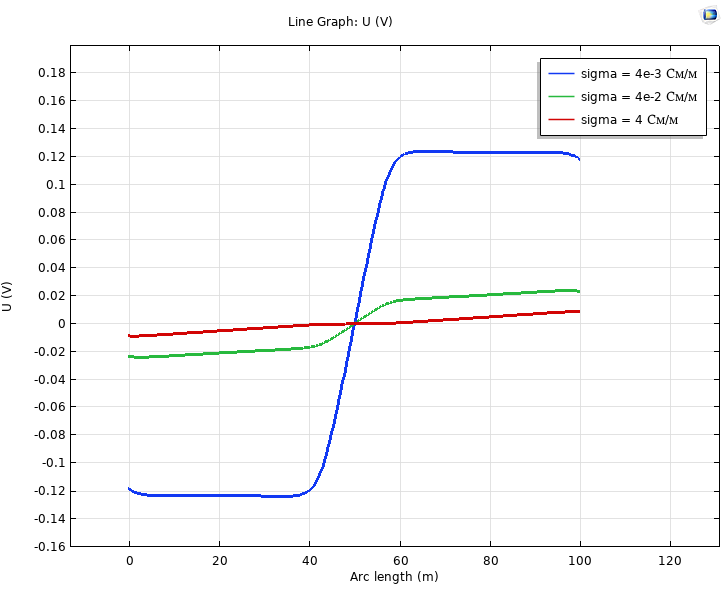 Line Graph: U (V)
sigma = 4e-3 См/м
sigma = 4e-2 См/м
sigma = 4 См/м
0.18
0.16
0.14
0.12
0.1
0.08
0.06
0.04
0.02
0
-0.02
-0.04
-0.06
-0.08
-0.1
-0.12
-0.14
-0.16
U (V)
0 20 40 60 80 100 120
Arc length (m)